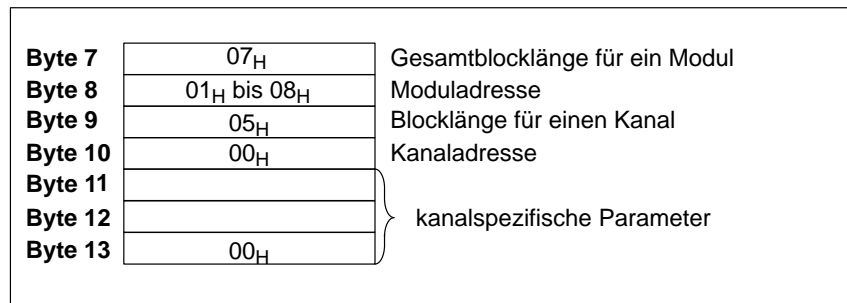 Byte 7 07H Gesamtblocklänge für ein Modul
Byte 8 01H bis 08H Moduladresse
Byte 9 05H Blocklänge für einen Kanal
Byte 10 00H Kanaladresse
Byte 11
Byte 12 kanalspezifische Parameter
Byte 13 00H